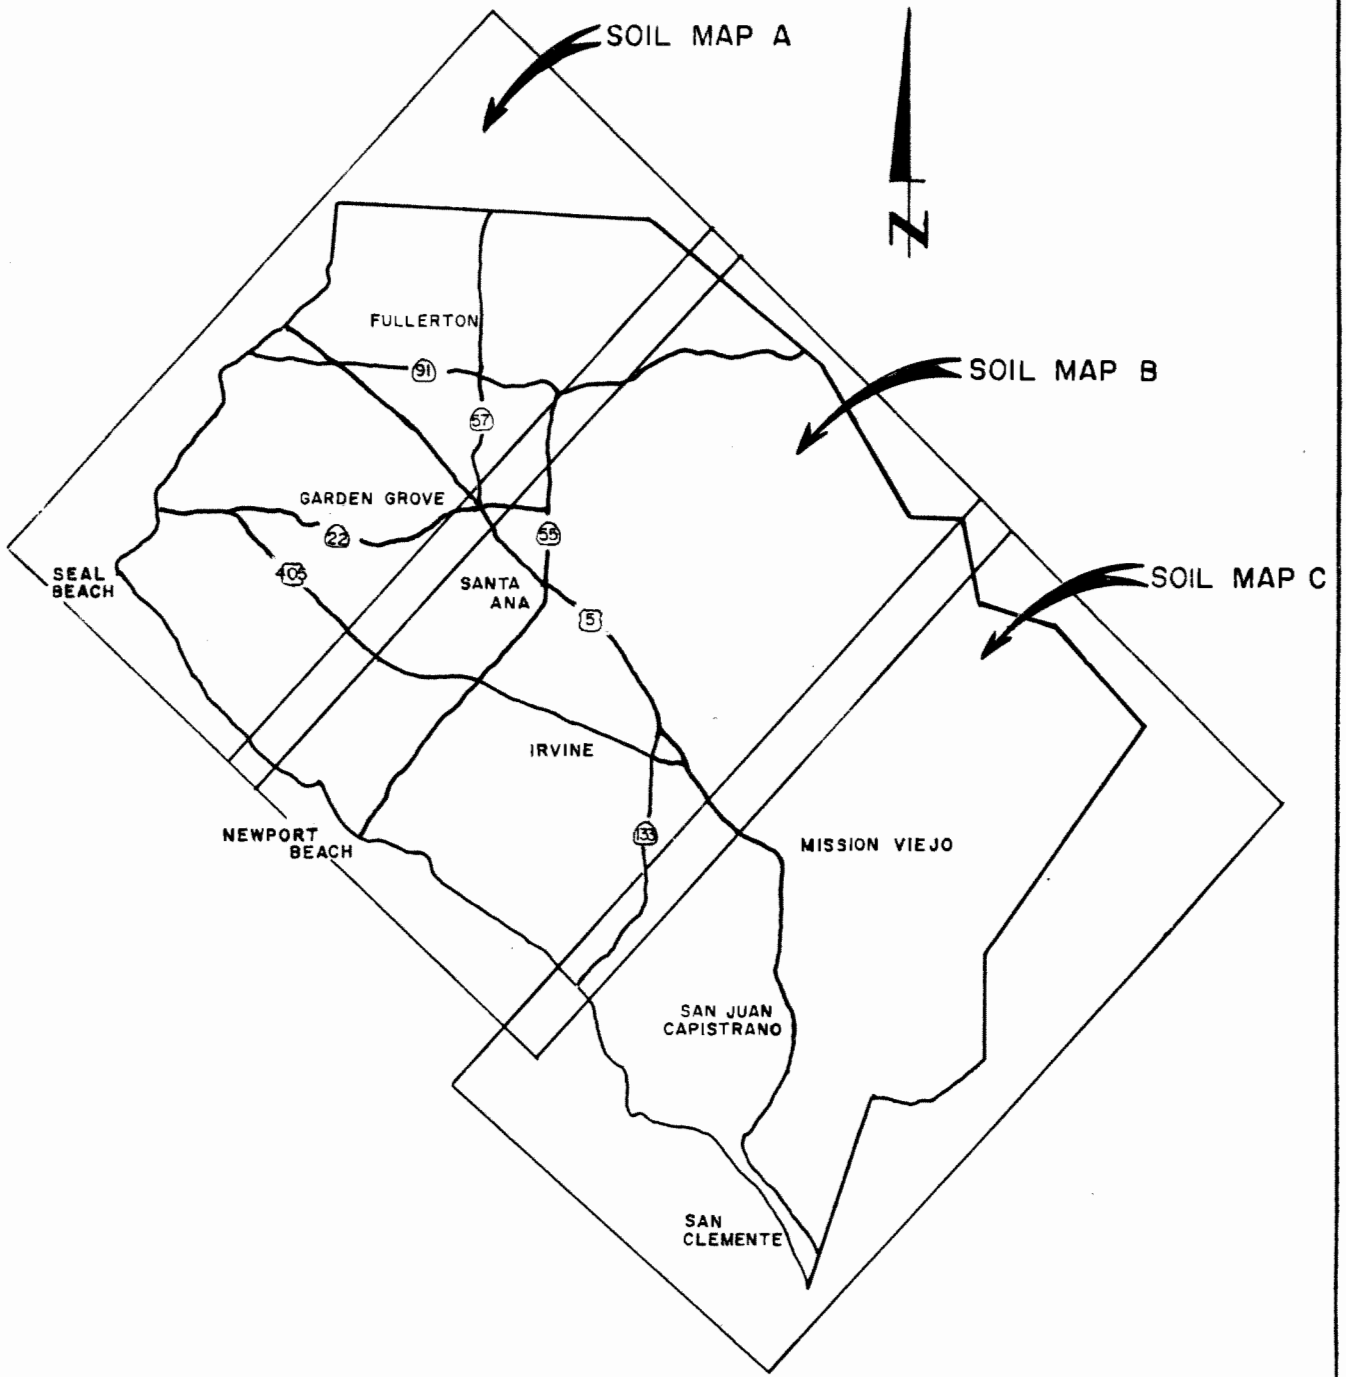 SOIL MAP A
N
FULLERTON
91
SOIL MAP B
57
GARDEN GROVE
22
55
405
SEAL
BEACH
SANTA
ANA
SOIL MAP C
5
IRVINE
NEWPORT
BEACH
133
MISSION VIEJO
SAN JUAN
CAPISTRANO
SAN
CLEMENTE